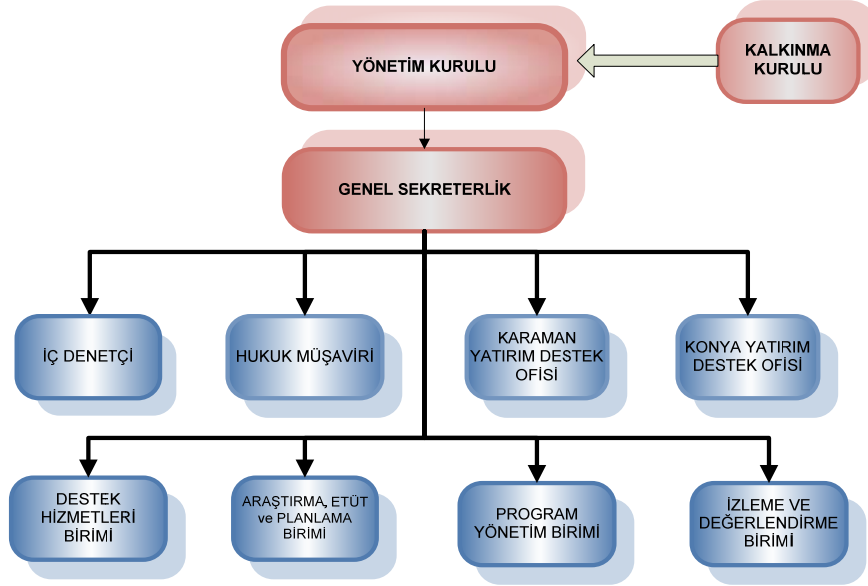 YÖNETİM KURULU
KALKINMA
KURULU
GENEL SEKRETERLİK
İÇ DENETÇİ
HUKUK MÜŞAVİRİ
KARAMAN
YATIRIM DESTEK
OFİSİ
KONYA YATIRIM
DESTEK OFİSİ
DESTEK
HİZMETLERİ
BİRİMİ
ARAŞTIRMA, ETÜT
ve PLANLAMA
BİRİMİ
PROGRAM
YÖNETİM BİRİMİ
İZLEME VE
DEĞERLENDİRME
BİRİMİ